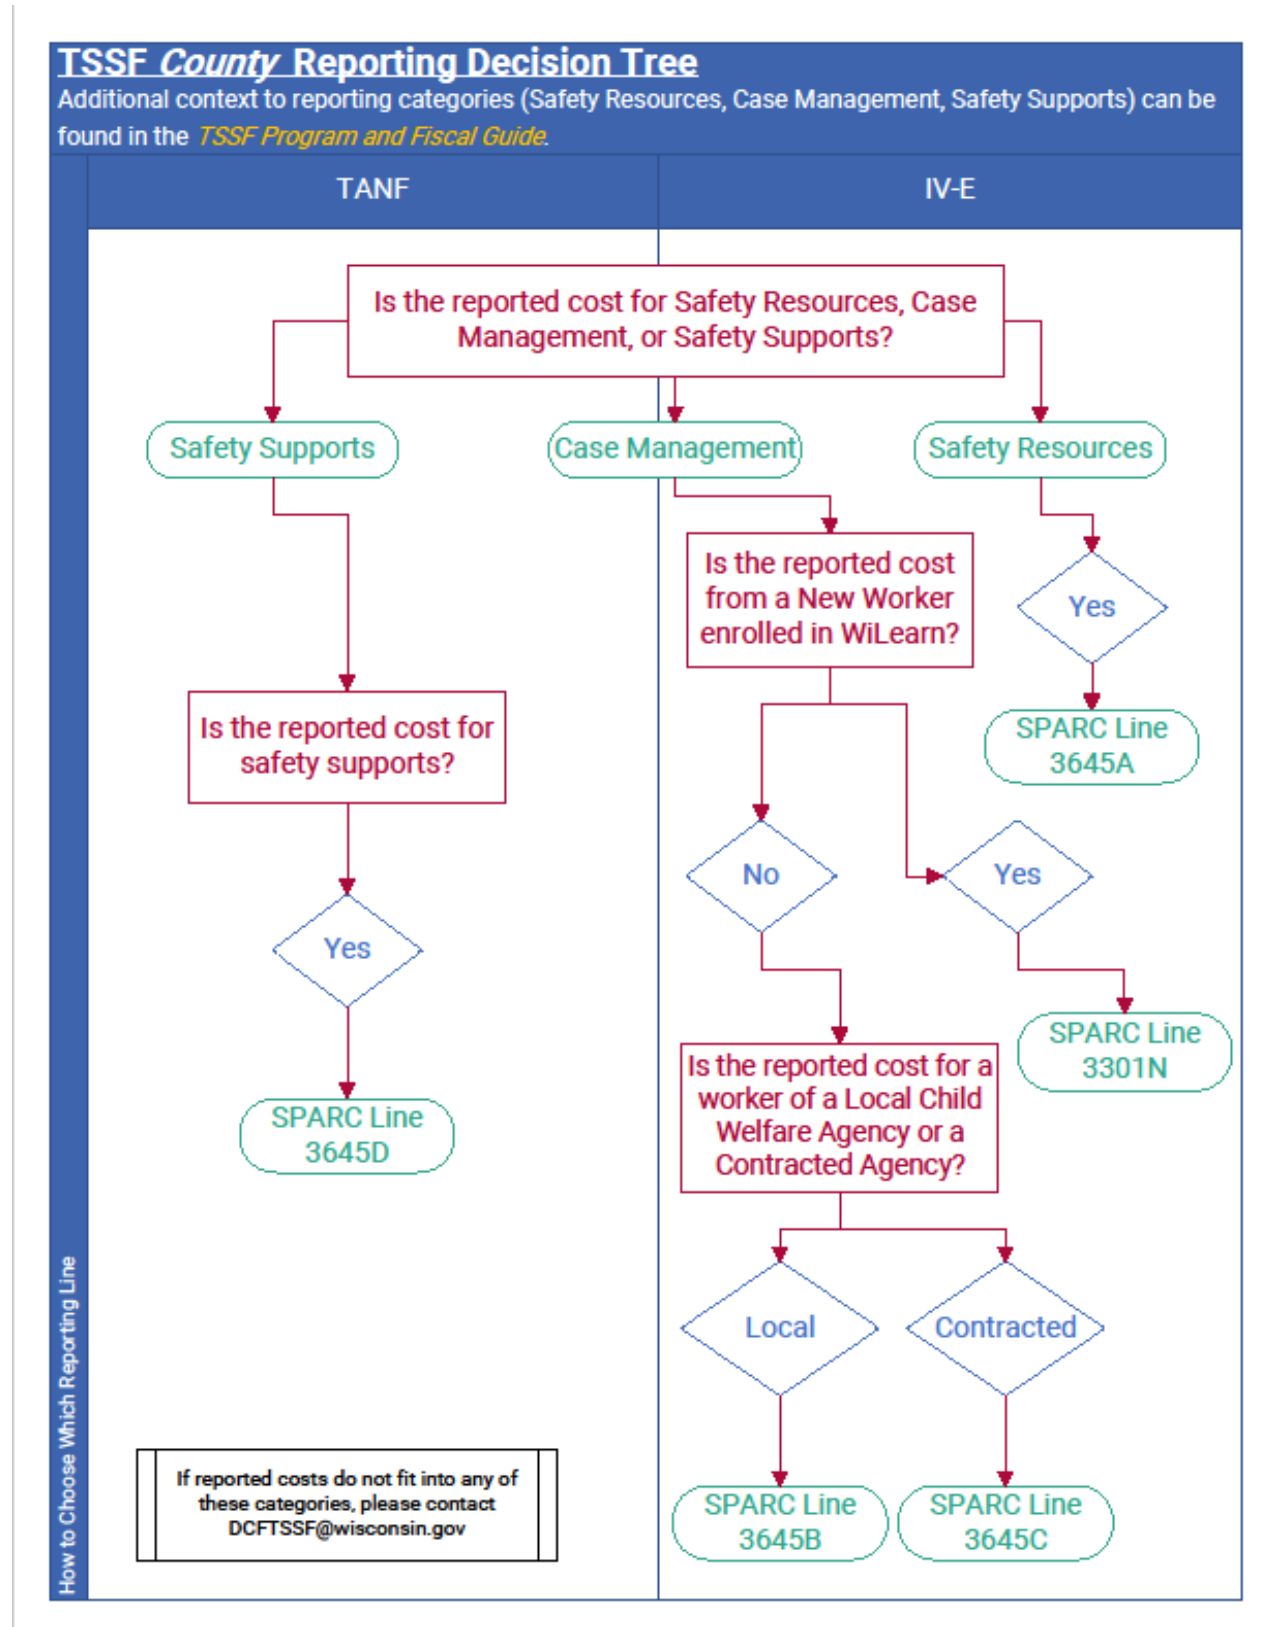 TSSF County Reporting Decision Tree
Additional context to reporting categories (Safety Resources, Case Management, Safety Supports) can be
found in the TSSF Program and Fiscal Guide.
TANF
IV-E
Is the reported cost for Safety Resources, Case
Management, or Safety Supports?
Safety Supports
Case Management
Safety Resources
Is the reported cost
from a New Worker
enrolled in WiLearn?
Yes
Is the reported cost for
safety supports?
SPARC Line
3645A
No
Yes
Yes
SPARC Line
3301N
Is the reported cost for a
worker of a Local Child
Welfare Agency or a
Contracted Agency?
SPARC Line
3645D
Local
Contracted
SPARC Line
3645B
SPARC Line
3645C
If reported costs do not fit into any of
these categories, please contact
DCFTSSF@wisconsin.gov
How to Choose Which Reporting Line